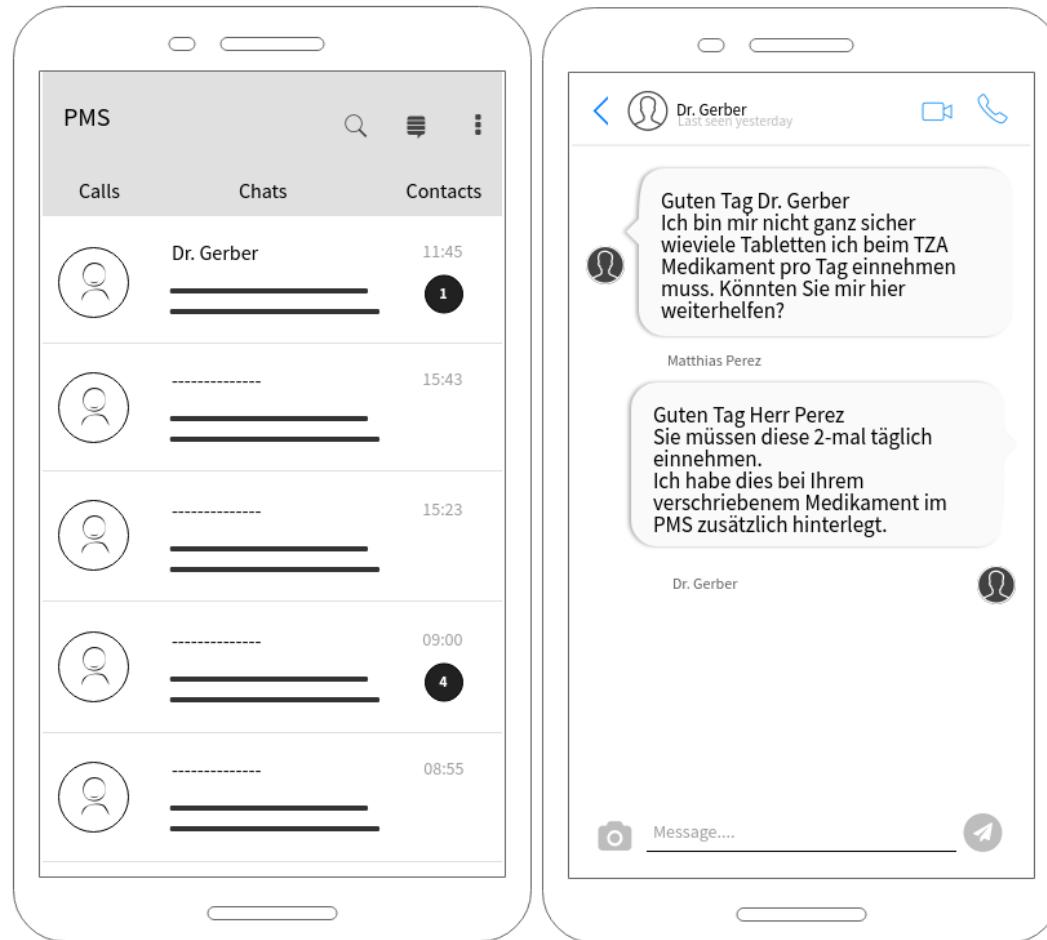 PMS
Calls Chats Contacts
Dr. Gerber 11:45
1
-------------- 15:43
-------------- 15:23
-------------- 09:00
4
-------------- 08:55
Dr. Gerber
Last seen yesterday
Guten Tag Dr. Gerber
Ich bin mir nicht ganz sicher
wieviele Tabletten ich beim TZA
Medikament pro Tag einnehmen
muss. Könnten Sie mir hier
weiterhelfen?
Matthias Perez
Guten Tag Herr Perez
Sie müssen diese 2-mal täglich
einnehmen.
Ich habe dies bei Ihrem
verschriebenem Medikament im
PMS zusätzlich hinterlegt.
Dr. Gerber
Message....